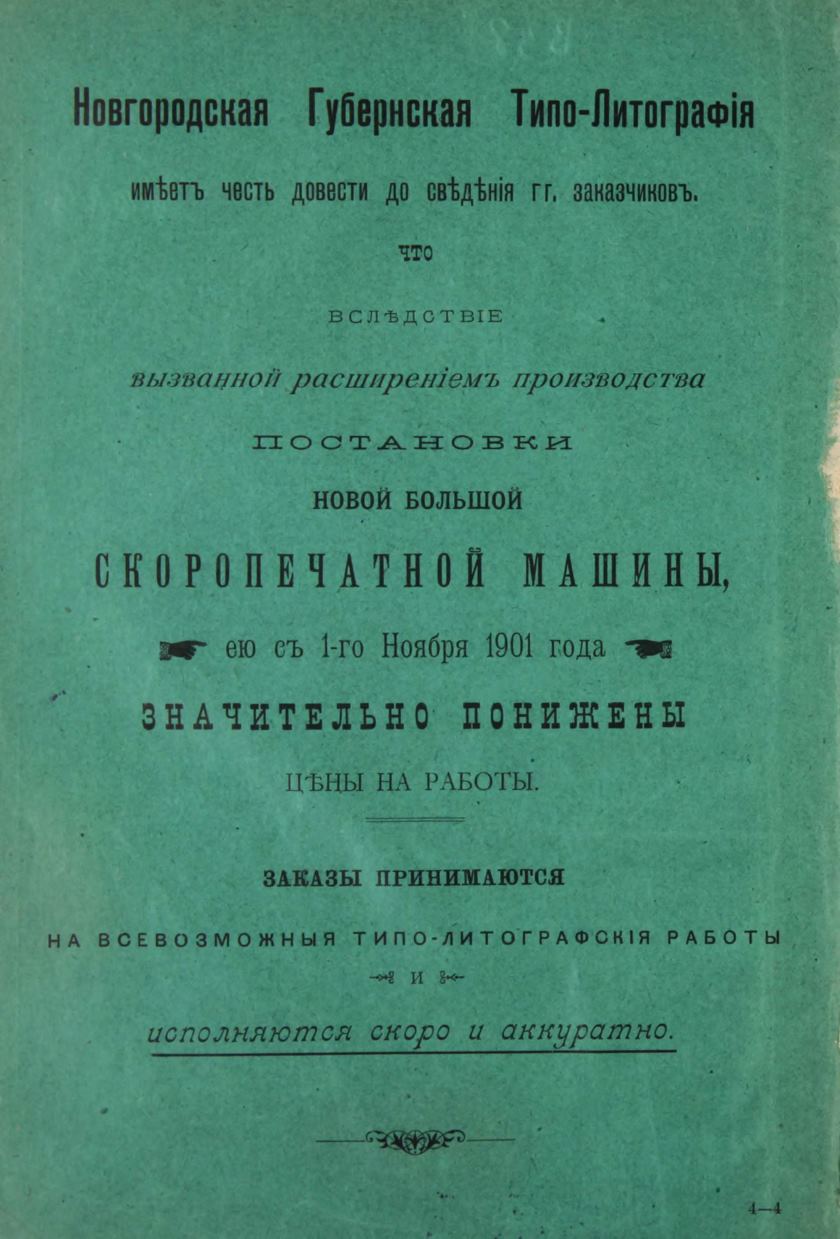 Новгородская Губернская Типо-Литографія
имѣетъ честь довести до свѣдѣнія гг. заказчиковъ.
что
ВСЛѢДСТВІЕ
вызванной расширеніемъ производства
ПОСТАНОВКИ
НОВОЙ БОЛЬШОЙ
СКОРОПЕЧАТНОЙ МАШИНЫ,
ею съ 1-го Ноября 1901 года
ЗНАЧИТЕЛЬНО ПОНИЖЕНЫ
ЦѢНЫ НА РАБОТЫ.
ЗАКАЗЫ ПРИНИМАЮТСЯ
НА ВСЕВОЗМОЖНЫЯ ТИПО-ЛИТОГРАФСКІЯ РАБОТЫ
И
исполняются скоро и аккуратно.
4—4